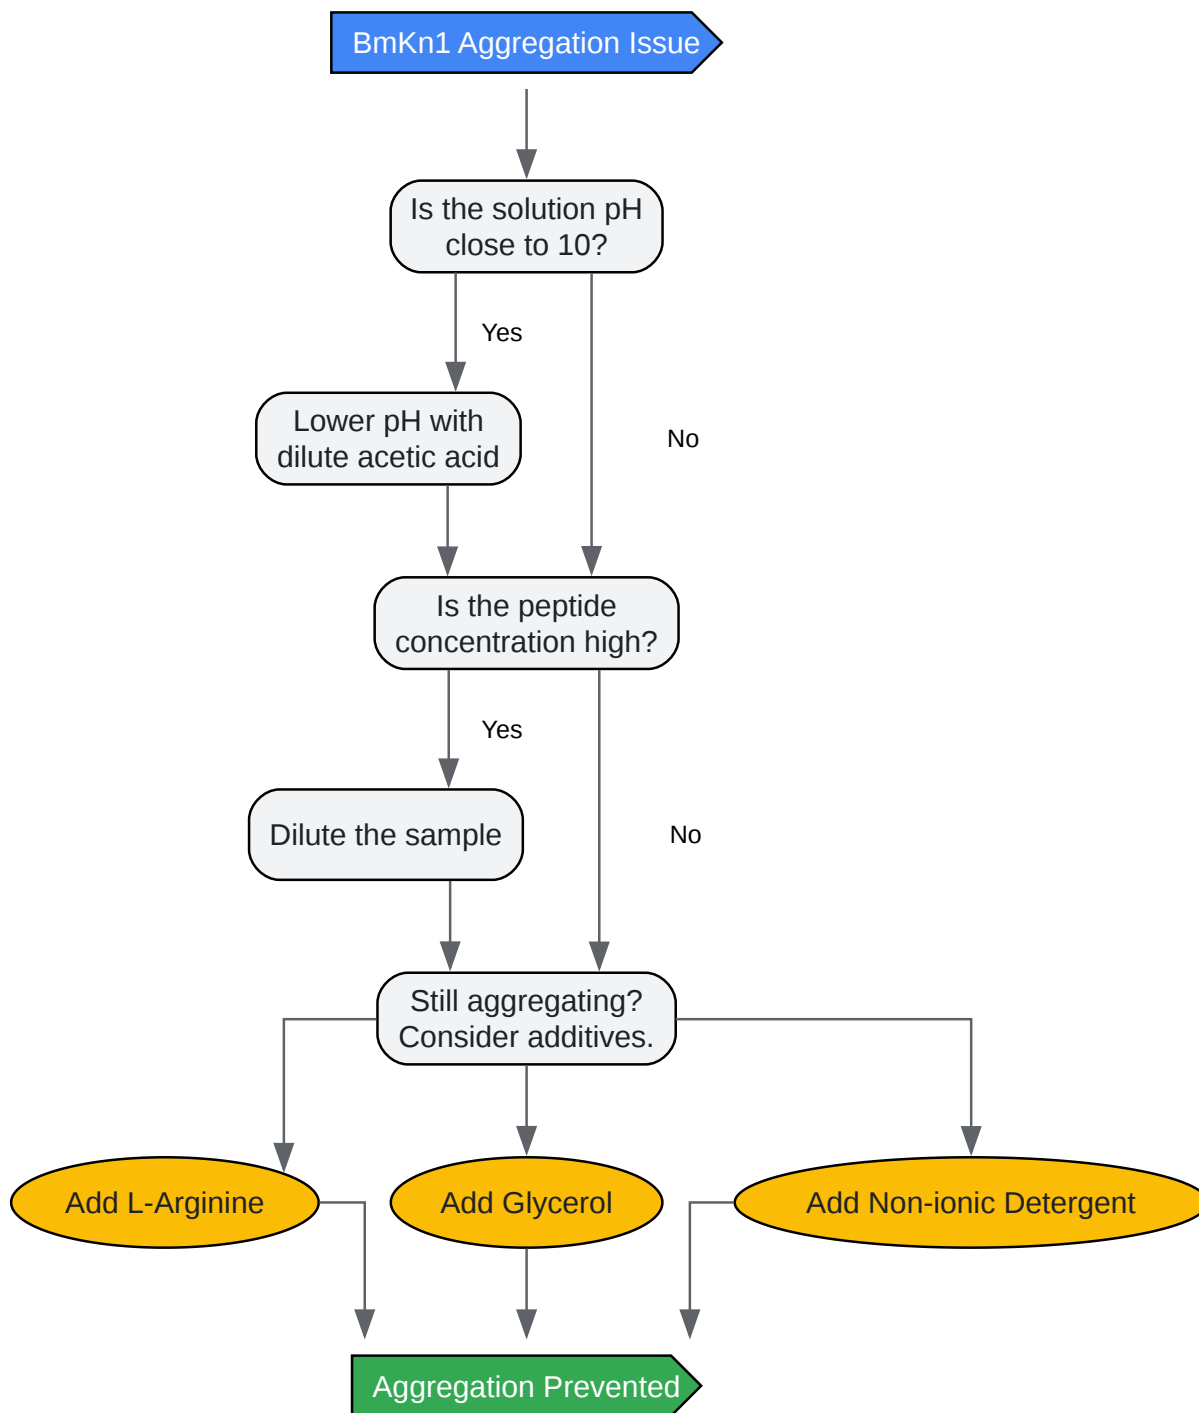 BmKn1 Aggregation Issue
Is the solution pH
close to 10?
Yes
Lower pH with
dilute acetic acid
No
Is the peptide
concentration high?
Yes
Dilute the sample
No
Still aggregating?
Consider additives.
Add L-Arginine
Add Glycerol
Add Non-ionic Detergent
Aggregation Prevented